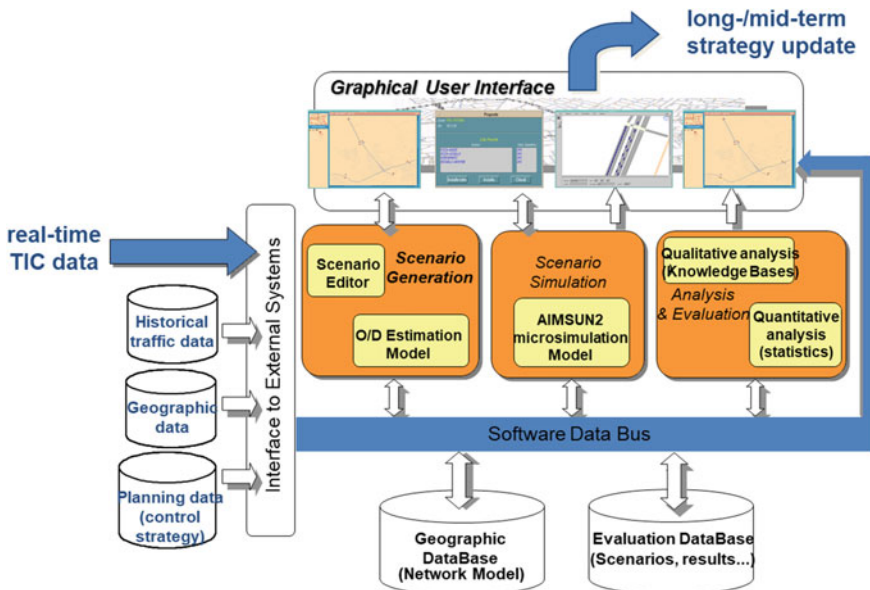 long-/mid-term
strategy update
Graphical User Interface
real-time
TIC data
Historical
traffic data
Geographic
data
Planning data
(control
strategy)
Interface to External Systems
Scenario
Editor
Scenario
Generation
O/D Estimation
Model
Scenario
Simulation
AIMSUN2
microsimulation
Model
Qualitative analysis
(Knowledge Bases)
Analysis
& Evaluation
Quantitative
analysis
(statistics)
Software Data Bus
Geographic
DataBase
(Network Model)
Evaluation DataBase
(Scenarios, results...)